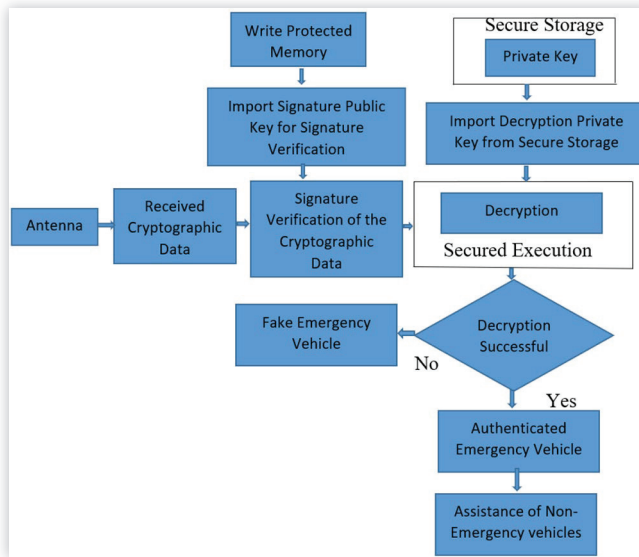 Write Protected
Memory
Secure Storage
Private Key
Import Signature Public
Key for Signature
Verification
Import Decryption Private
Key from Secure Storage
Antenna
Received
Cryptographic
Data
Signature
Verification of the
Cryptographic
Data
Decryption
Secured Execution
Fake Emergency
Vehicle
Decryption
Successful
No
Yes
Authenticated
Emergency Vehicle
Assistance of Non-
Emergency vehicles